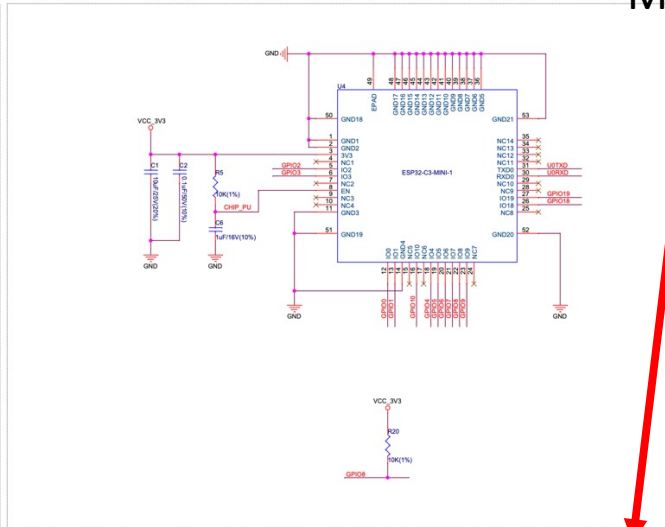 M
GND
49
48
47
46
45
44
43
42
41
40
39
38
37
36
U4
EPAD
GND17
GND16
GND15
GND14
GND13
GND12
GND11
GND10
GND9
GND8
GND7
GND6
GND5
VCC_3V3
50
GND18
GND21
53
1
GND1
2
GND2
3
3V3
4
NC1
GPIO2
5
IO2
GPIO3
6
IO3
7
NC2
8
EN
9
NC3
10
NC4
11
GND3
51
GND19
ESP32-C3-MINI-1
NC14
35
NC13
34
NC12
33
NC11
32
TXD0
31
U0TXD
RXD0
30
U0RXD
NC10
29
NC9
28
IO19
27
GPIO19
IO18
26
GPIO18
NC8
25
GND20
52
C1
10uF/25V(20%)
C2
0.1uF/50V(10%)
R5
10K(1%)
CHIP_PU
C6
1uF/16V(10%)
GND
GND
IO0
IO1
GND4
NC5
IO10
NC6
IO4
IO5
IO6
IO7
IO8
IO9
NC7
12
13
14
15
16
17
18
19
20
21
22
23
24
GPIO0
GPIO1
GPIO10
GPIO4
GPIO5
GPIO6
GPIO7
GPIO8
GPIO9
GND
GND
VCC_3V3
R20
10K(1%)
GPIO8